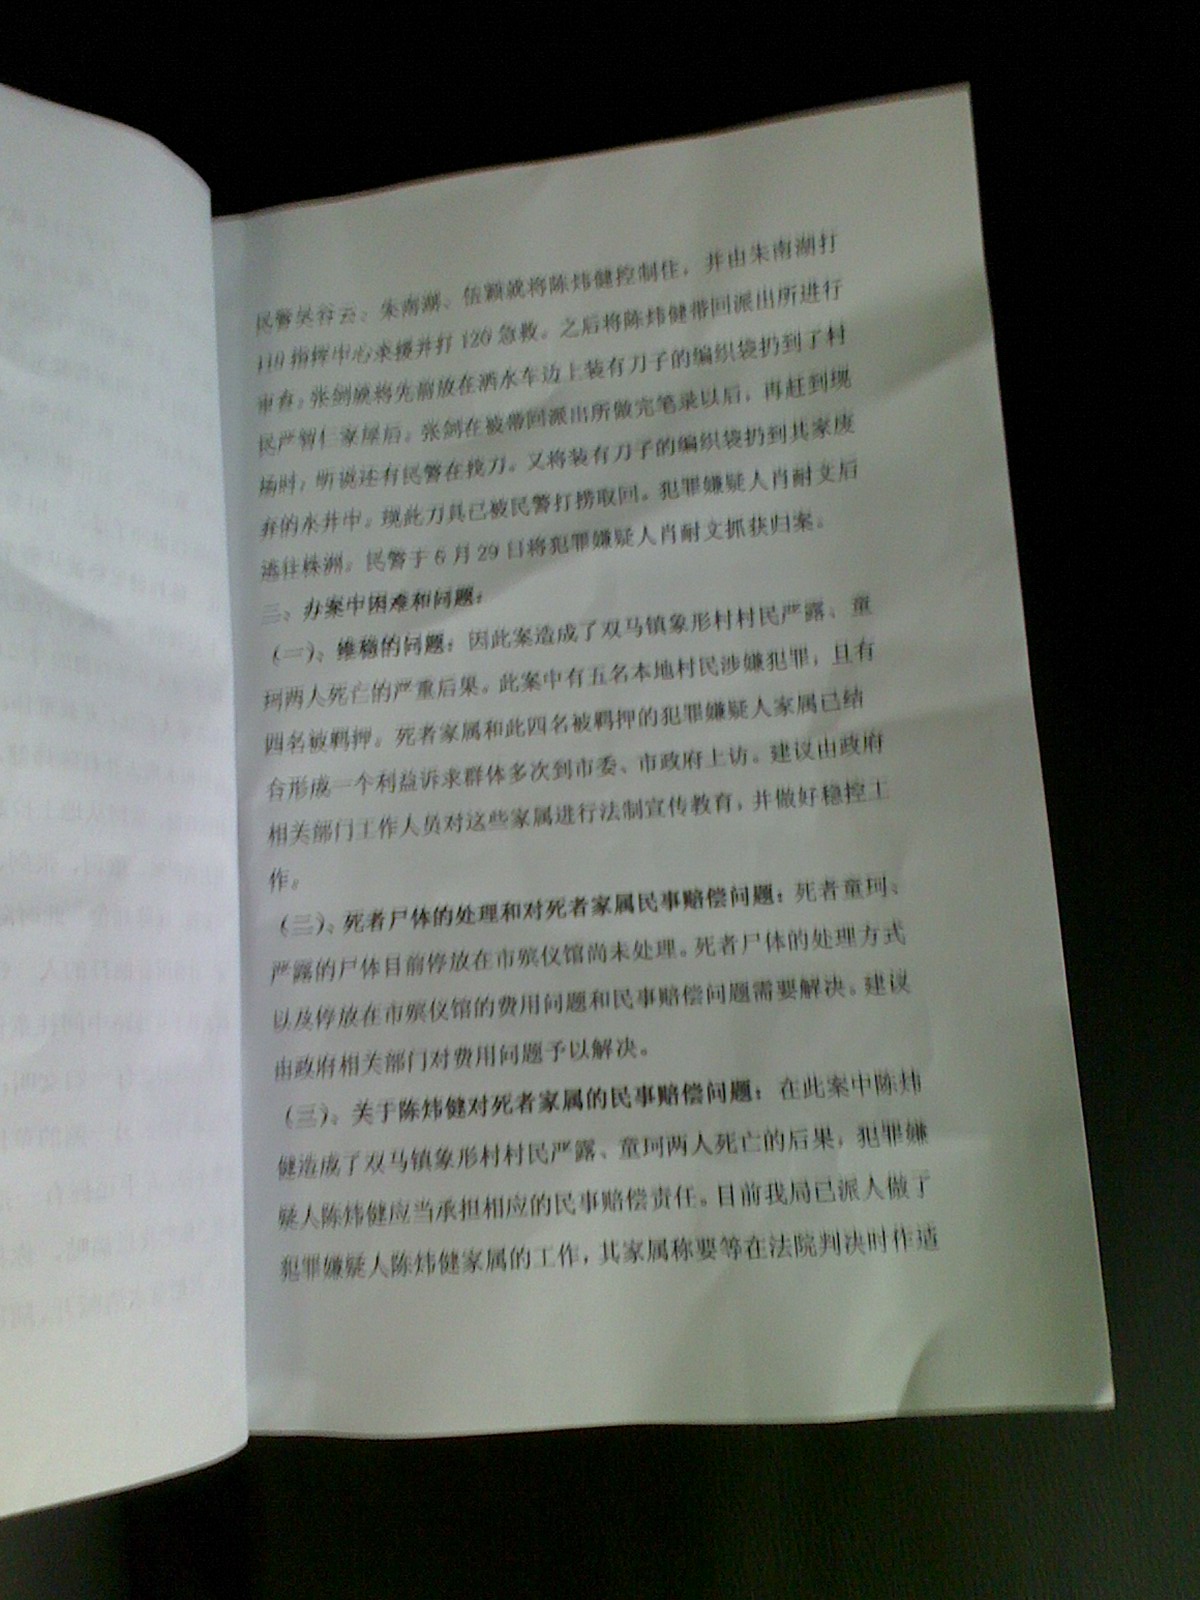 民警吴谷云、朱南湖、伍颖就将陈炜健控制住，并由朱南湖打
110指挥中心来援并打120急救。之后将陈炜健带回派出所进行
审查。张剑就将先前放在洒水车边上装有刀子的编织袋扔到了村
民严智仁家屋后。张剑在被带回派出所做完笔录以后，再赶到现
场时，听说还有民警在找刀。又将装有刀子的编织袋扔到其家废
弃的水井中。现此刀具已被民警打捞取回。犯罪嫌疑人肖耐文后
逃往株洲。民警于6月29日将犯罪嫌疑人肖耐文抓获归案。
三、办案中困难和问题：
（一）、维稳的问题：因此案造成了双马镇象形村村民严露、童
珂两人死亡的严重后果。此案中有五名本地村民涉嫌犯罪，且有
四名被羁押。死者家属和此四名被羁押的犯罪嫌疑人家属已结
合形成一个利益诉求群体多次到市委、市政府上访。建议由政府
相关部门工作人员对这些家属进行法制宣传教育，并做好稳控工
作。
（二）、死者尸体的处理和对死者家属民事赔偿问题：死者童珂、
严露的尸体目前停放在市殡仪馆尚未处理。死者尸体的处理方式
以及停放在市殡仪馆的费用问题和民事赔偿问题需要解决。建议
由政府相关部门对费用问题予以解决。
（三）、关于陈炜健对死者家属的民事赔偿问题：在此案中陈炜
健造成了双马镇象形村村民严露、童珂两人死亡的后果，犯罪嫌
疑人陈炜健应当承担相应的民事赔偿责任。目前我局已派人做了
犯罪嫌疑人陈炜健家属的工作，其家属称要等在法院判决时作适